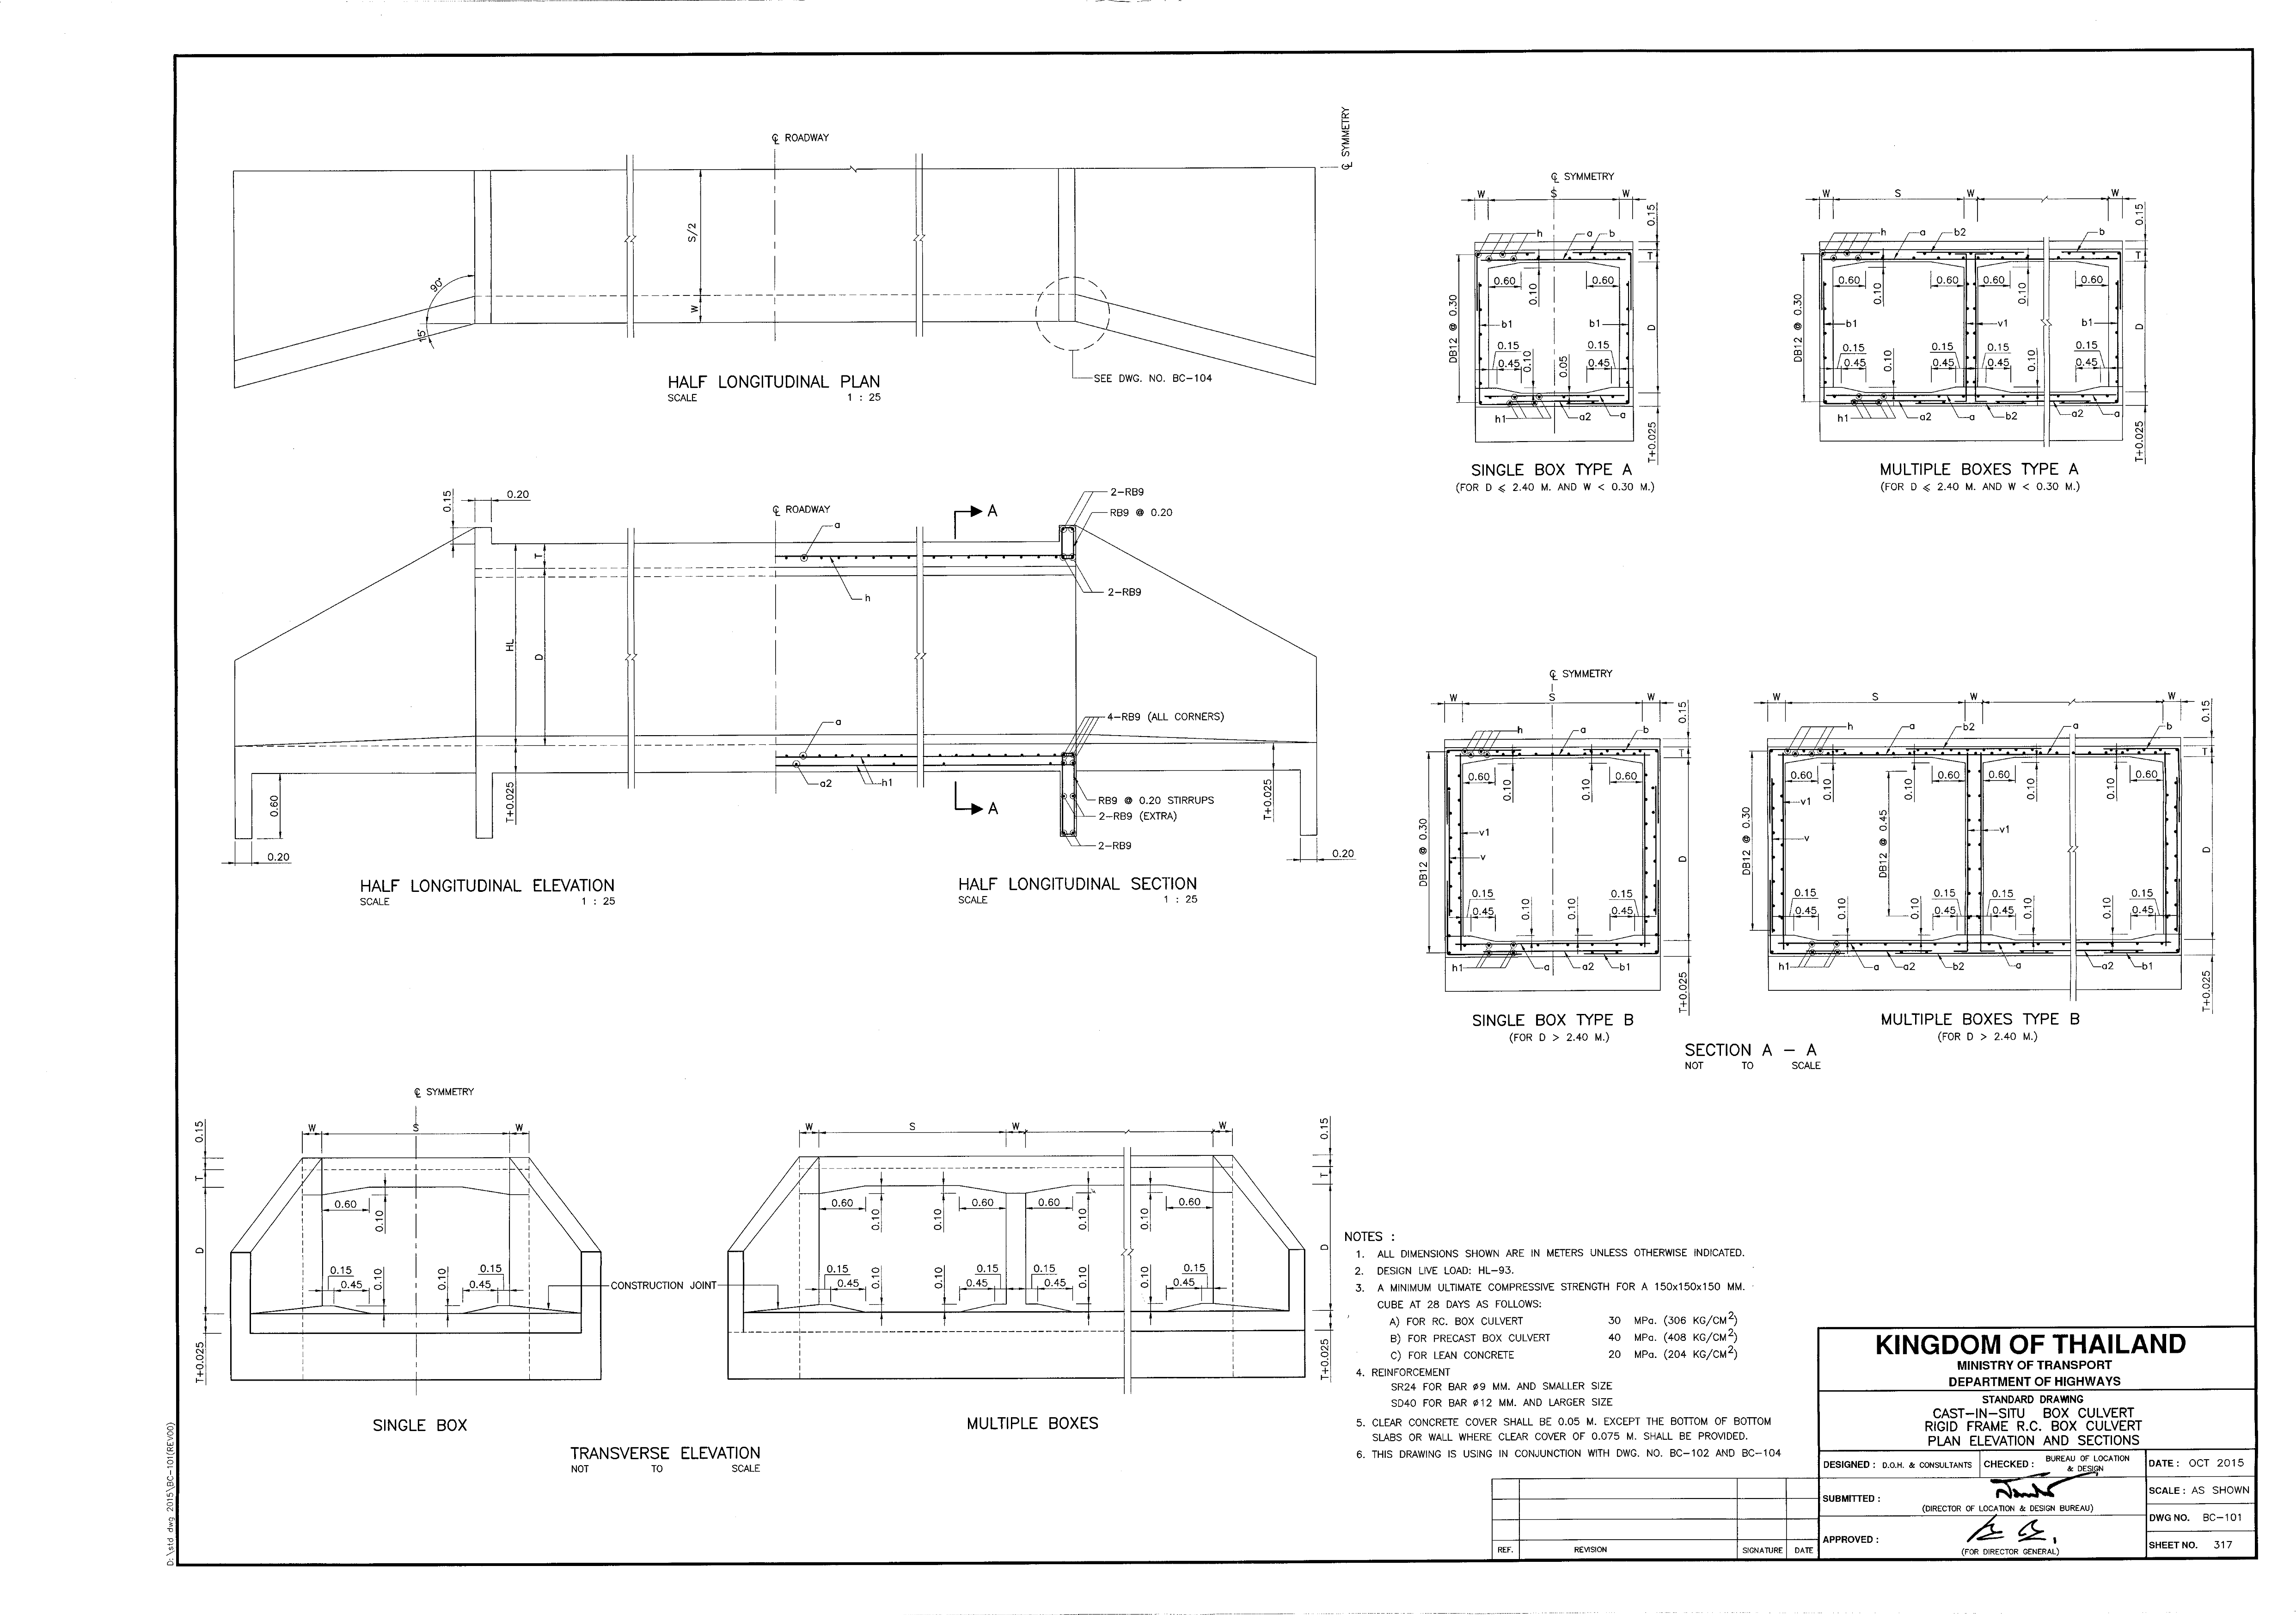 ℄ ROADWAY
℄ SYMMETRY
S/2
W
90°
15°
HALF LONGITUDINAL PLAN
SCALE 1 : 25
SEE DWG. NO. BC-104
0.15
0.20
℄ ROADWAY
a
A
2-RB9
RB9 @ 0.20
T
h
2-RB9
HL
D
a
4-RB9 (ALL CORNERS)
a2
h1
A
RB9 @ 0.20 STIRRUPS
2-RB9 (EXTRA)
2-RB9
0.60
T+0.025
T+0.025
0.20
0.20
HALF LONGITUDINAL ELEVATION
SCALE 1 : 25
HALF LONGITUDINAL SECTION
SCALE 1 : 25
℄ SYMMETRY
W S W
0.15
h a b
T
0.60 0.10 0.60
DB12 @ 0.30
b1 b1
D
0.15 0.15
0.45 0.10 0.05 0.45
h1 a2 a
T+0.025
SINGLE BOX TYPE A
(FOR D ⩽ 2.40 M. AND W < 0.30 M.)
W S W W
0.15
h a b2 b
T
0.60 0.10 0.60 0.60 0.10 0.60
DB12 @ 0.30
b1 v1 b1
D
0.15 0.15 0.15 0.15
0.45 0.10 0.45 0.45 0.10 0.45
h1 a2 a b2 a2 a
T+0.025
MULTIPLE BOXES TYPE A
(FOR D ⩽ 2.40 M. AND W < 0.30 M.)
℄ SYMMETRY
W S W
0.15
h a b
T
0.60 0.10 0.10 0.60
DB12 @ 0.30
v1
v
D
0.15 0.15
0.45 0.10 0.10 0.45
h1 a a2 b1
T+0.025
SINGLE BOX TYPE B
(FOR D > 2.40 M.)
W S W W
0.15
h a b2 a b
T
0.60 0.10 0.10 0.60 0.60 0.10 0.10 0.60
DB12 @ 0.30
v1
v
DB12 @ 0.45
v1
D
0.15 0.15 0.15 0.15
0.45 0.10 0.10 0.45 0.45 0.10 0.10 0.45
h1 a a2 b2 a a2 b1
T+0.025
MULTIPLE BOXES TYPE B
(FOR D > 2.40 M.)
SECTION A - A
NOT TO SCALE
℄ SYMMETRY
0.15
W S W
T
0.60 0.10
D
0.15 0.15
0.45 0.10 0.10 0.45
T+0.025
SINGLE BOX
CONSTRUCTION JOINT
W S W W
0.15
T
0.60 0.10 0.10 0.60 0.60 0.10 0.10 0.60
D
0.15 0.15 0.15 0.15
0.45 0.10 0.10 0.45 0.45 0.10 0.10 0.45
T+0.025
MULTIPLE BOXES
TRANSVERSE ELEVATION
NOT TO SCALE
NOTES :
1. ALL DIMENSIONS SHOWN ARE IN METERS UNLESS OTHERWISE INDICATED.
2. DESIGN LIVE LOAD: HL-93.
3. A MINIMUM ULTIMATE COMPRESSIVE STRENGTH FOR A 150x150x150 MM.
CUBE AT 28 DAYS AS FOLLOWS:
A) FOR RC. BOX CULVERT 30 MPa. (306 KG/CM2)
B) FOR PRECAST BOX CULVERT 40 MPa. (408 KG/CM2)
C) FOR LEAN CONCRETE 20 MPa. (204 KG/CM2)
4. REINFORCEMENT
SR24 FOR BAR ø9 MM. AND SMALLER SIZE
SD40 FOR BAR ø12 MM. AND LARGER SIZE
5. CLEAR CONCRETE COVER SHALL BE 0.05 M. EXCEPT THE BOTTOM OF BOTTOM
SLABS OR WALL WHERE CLEAR COVER OF 0.075 M. SHALL BE PROVIDED.
6. THIS DRAWING IS USING IN CONJUNCTION WITH DWG. NO. BC-102 AND BC-104
REF. REVISION SIGNATURE DATE
KINGDOM OF THAILAND
MINISTRY OF TRANSPORT
DEPARTMENT OF HIGHWAYS
STANDARD DRAWING
CAST-IN-SITU BOX CULVERT
RIGID FRAME R.C. BOX CULVERT
PLAN ELEVATION AND SECTIONS
DESIGNED : D.O.H. & CONSULTANTS
CHECKED : BUREAU OF LOCATION & DESIGN
DATE : OCT 2015
SUBMITTED :
(DIRECTOR OF LOCATION & DESIGN BUREAU)
SCALE : AS SHOWN
DWG NO. BC-101
APPROVED :
(FOR DIRECTOR GENERAL)
SHEET NO. 317
D:\std dwg 2015\BC-101(REV00)